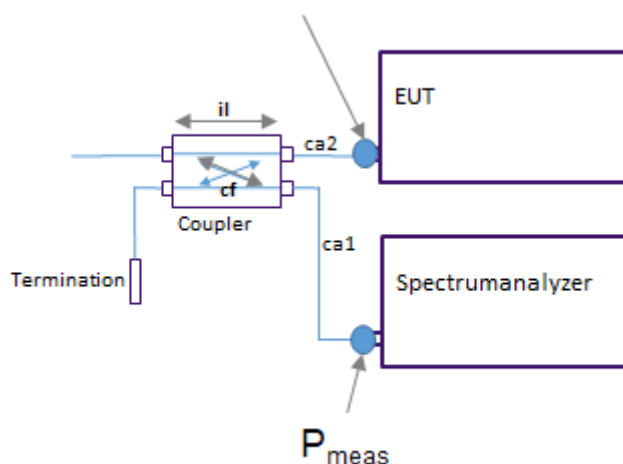 EUT
il
ca2
cf
Coupler
ca1
Termination
Spectrumanalyzer
Pmeas